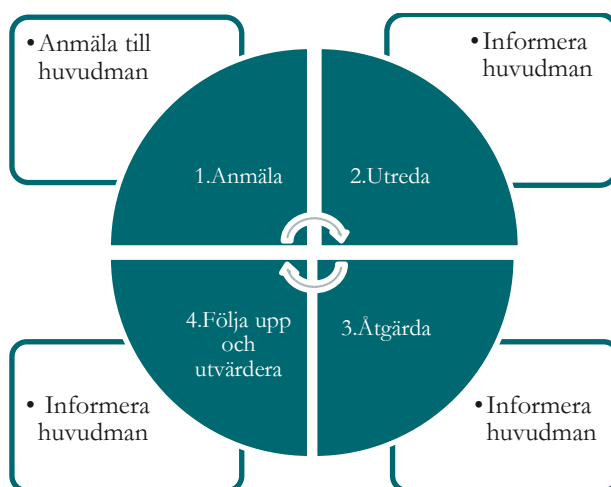 • Anmäla till
huvudman
• Informera
huvudman
1.Anmäla
2.Utreda
4.Följa upp
och
utvärdera
3.Åtgärda
• Informera
huvudman
• Informera
huvudman